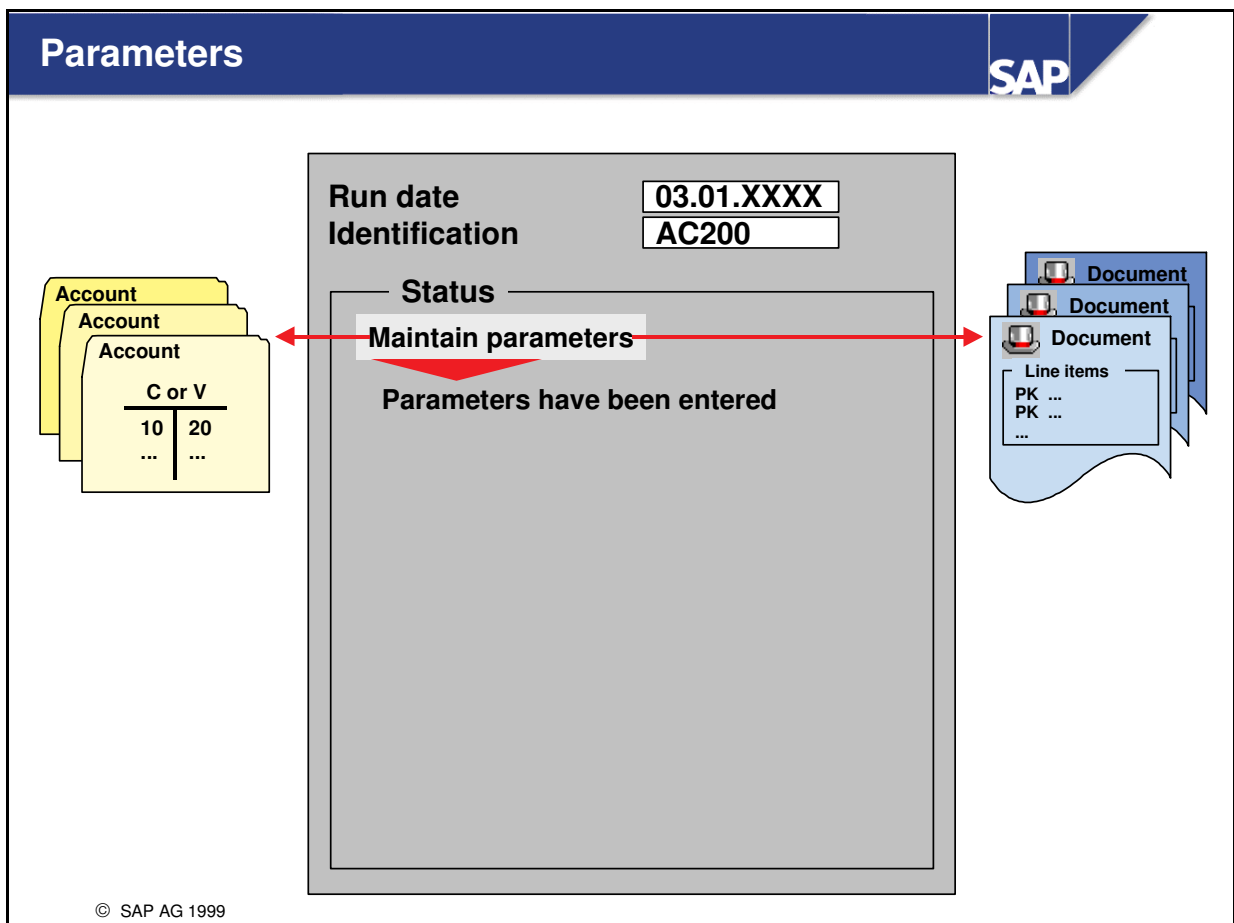 Parameters
SAP
Run date 03.01.XXXX
Identification AC200
Status
Maintain parameters
Parameters have been entered
Account
Account
Account
C or V
10 20
... ...
Document
Document
Document
Line items
PK ...
PK ...
...
© SAP AG 1999